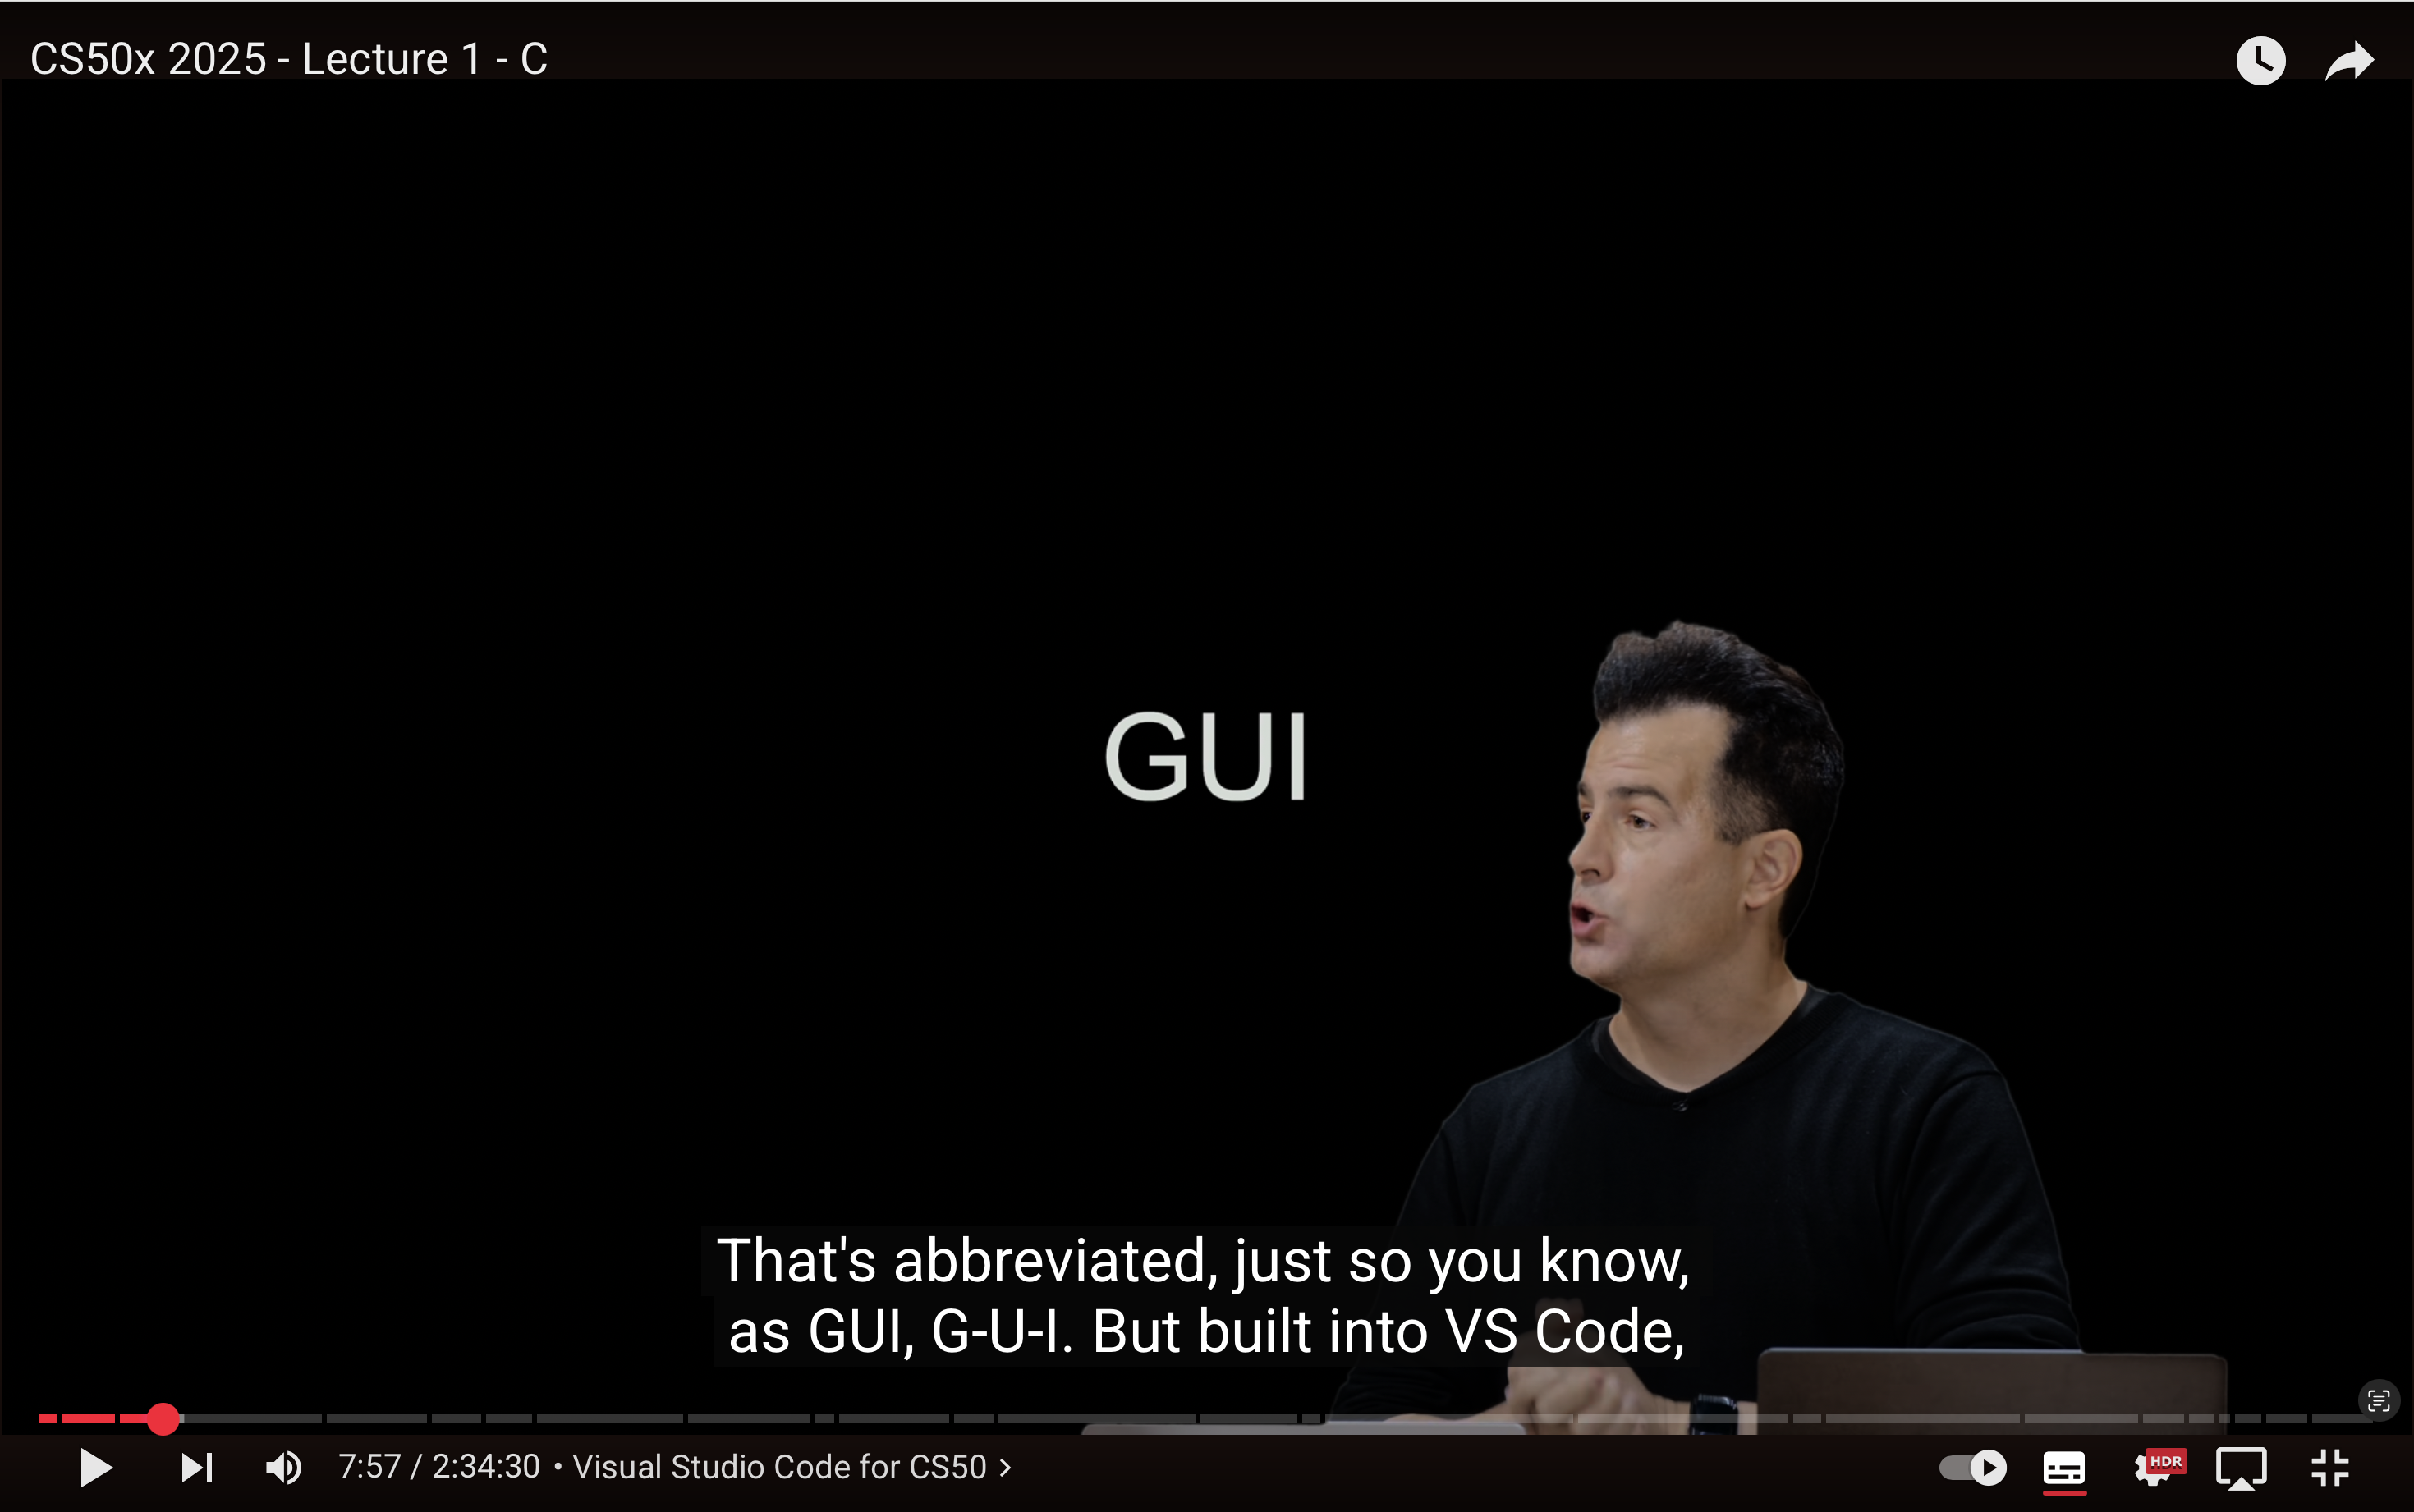 CS50x 2025 - Lecture 1 - C
GUI
That's abbreviated, just so you know,
as GUI, G-U-I. But built into VS Code,
7:57 / 2:34:30 • Visual Studio Code for CS50 >
HDR